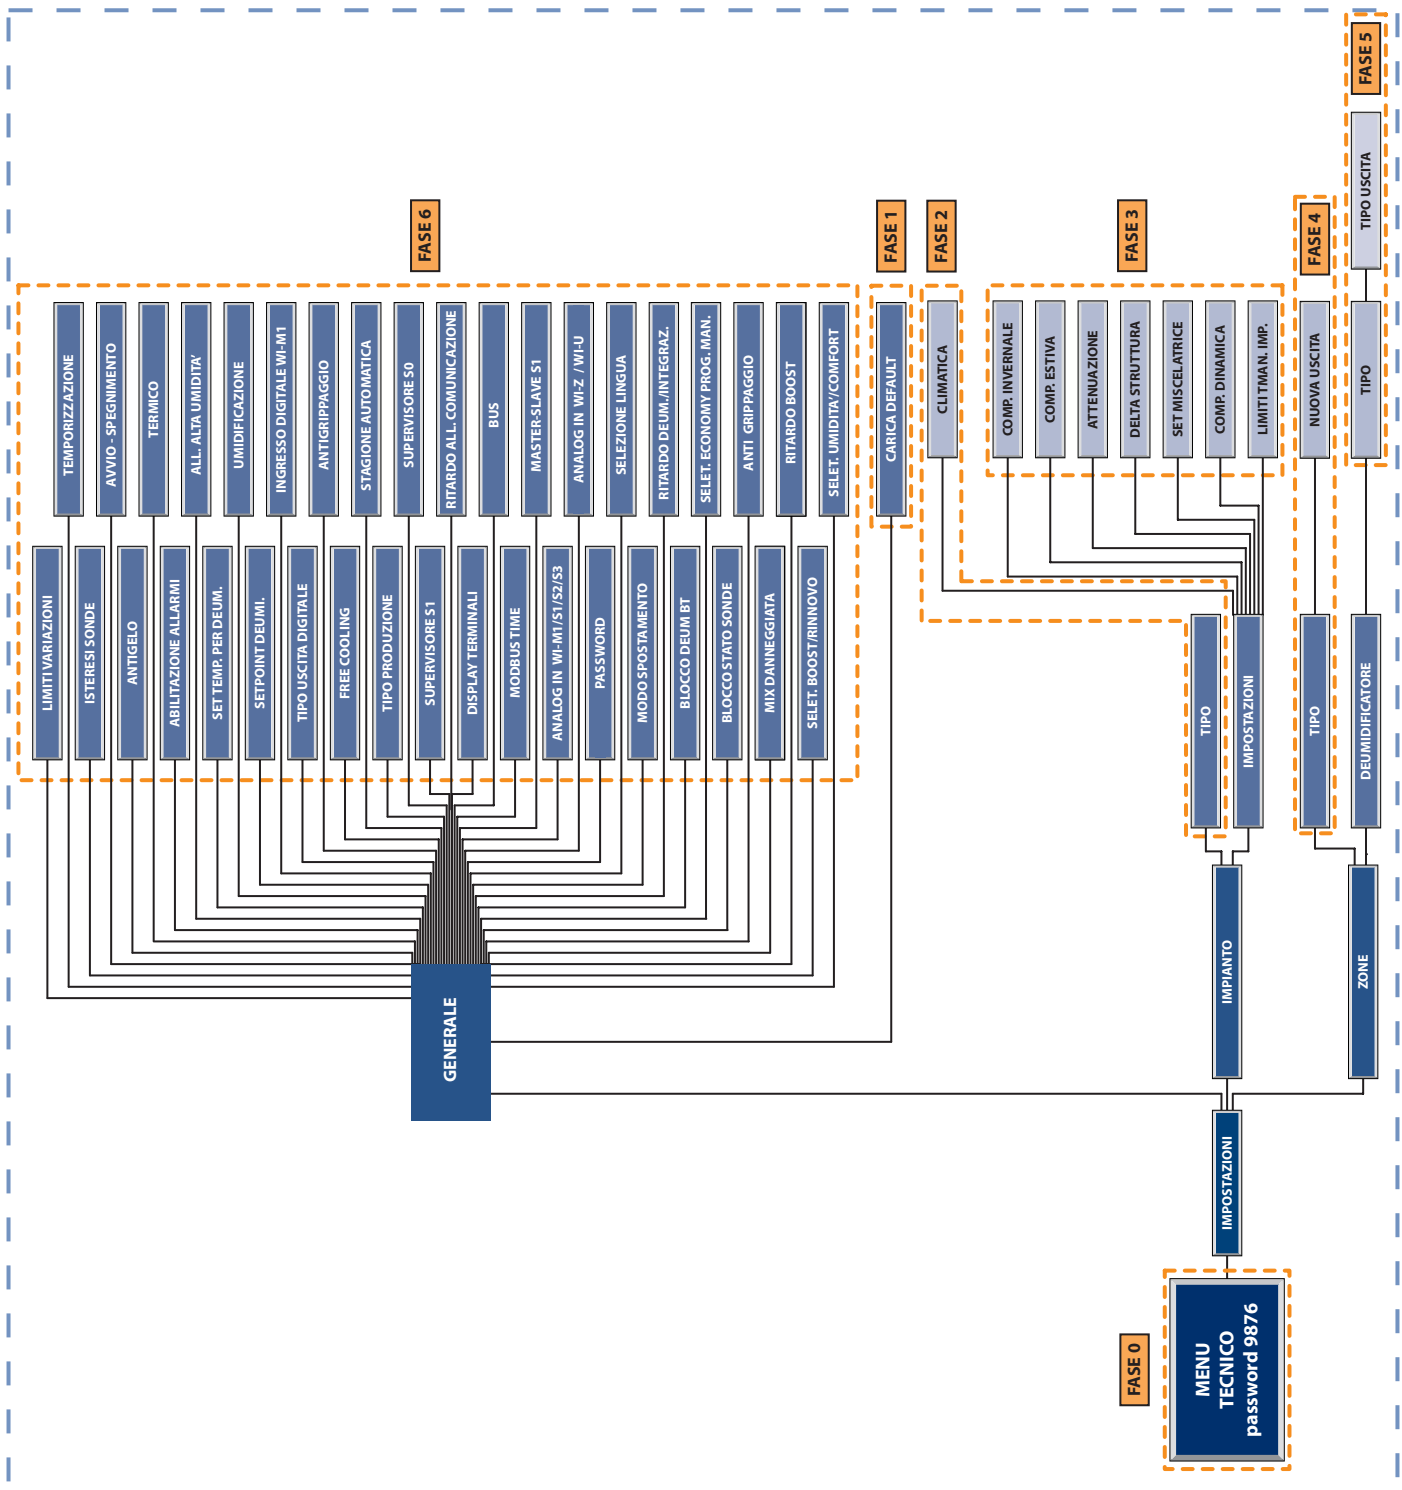 FASE 0
MENU
TECNICO
password 9876
IMPOSTAZIONI
GENERALE
IMPIANTO
ZONE
FASE 6
LIMITI VARIAZIONI
TEMPORIZZAZIONE
ISTERESI SONDE
AVVIO - SPEGNIMENTO
ANTIGELO
TERMICO
ABILITAZIONE ALLARMI
ALL. ALTA UMIDITA'
SET TEMP. PER DEUM.
UMIDIFICAZIONE
SETPOINT DEUMI.
INGRESSO DIGITALE WI-M1
TIPO USCITA DIGITALE
ANTIGRIPPAGGIO
FREE COOLING
STAGIONE AUTOMATICA
TIPO PRODUZIONE
SUPERVISORE S0
SUPERVISORE S1
RITARDO ALL. COMUNICAZIONE
DISPLAY TERMINALI
BUS
MODBUS TIME
MASTER-SLAVE S1
ANALOG IN WI-M1/S1/S2/S3
ANALOG IN WI-Z / WI-U
PASSWORD
SELEZIONE LINGUA
MODO SPOSTAMENTO
RITARDO DEUM./INTEGRAZ.
BLOCCO DEUM BT
SELET. ECONOMY PROG. MAN.
BLOCCO STATO SONDE
ANTI GRIPPAGGIO
MIX DANNEGGIATA
RITARDO BOOST
SELET. BOOST/RINNOVO
SELET. UMIDITA'/COMFORT
FASE 1
CARICA DEFAULT
FASE 2
CLIMATICA
TIPO
FASE 3
IMPOSTAZIONI
COMP. INVERNALE
COMP. ESTIVA
ATTENUAZIONE
DELTA STRUTTURA
SET MISCELATRICE
COMP. DINAMICA
LIMITI TMAN. IMP.
FASE 4
TIPO
NUOVA USCITA
FASE 5
DEUMIDIFICATORE
TIPO
TIPO USCITA